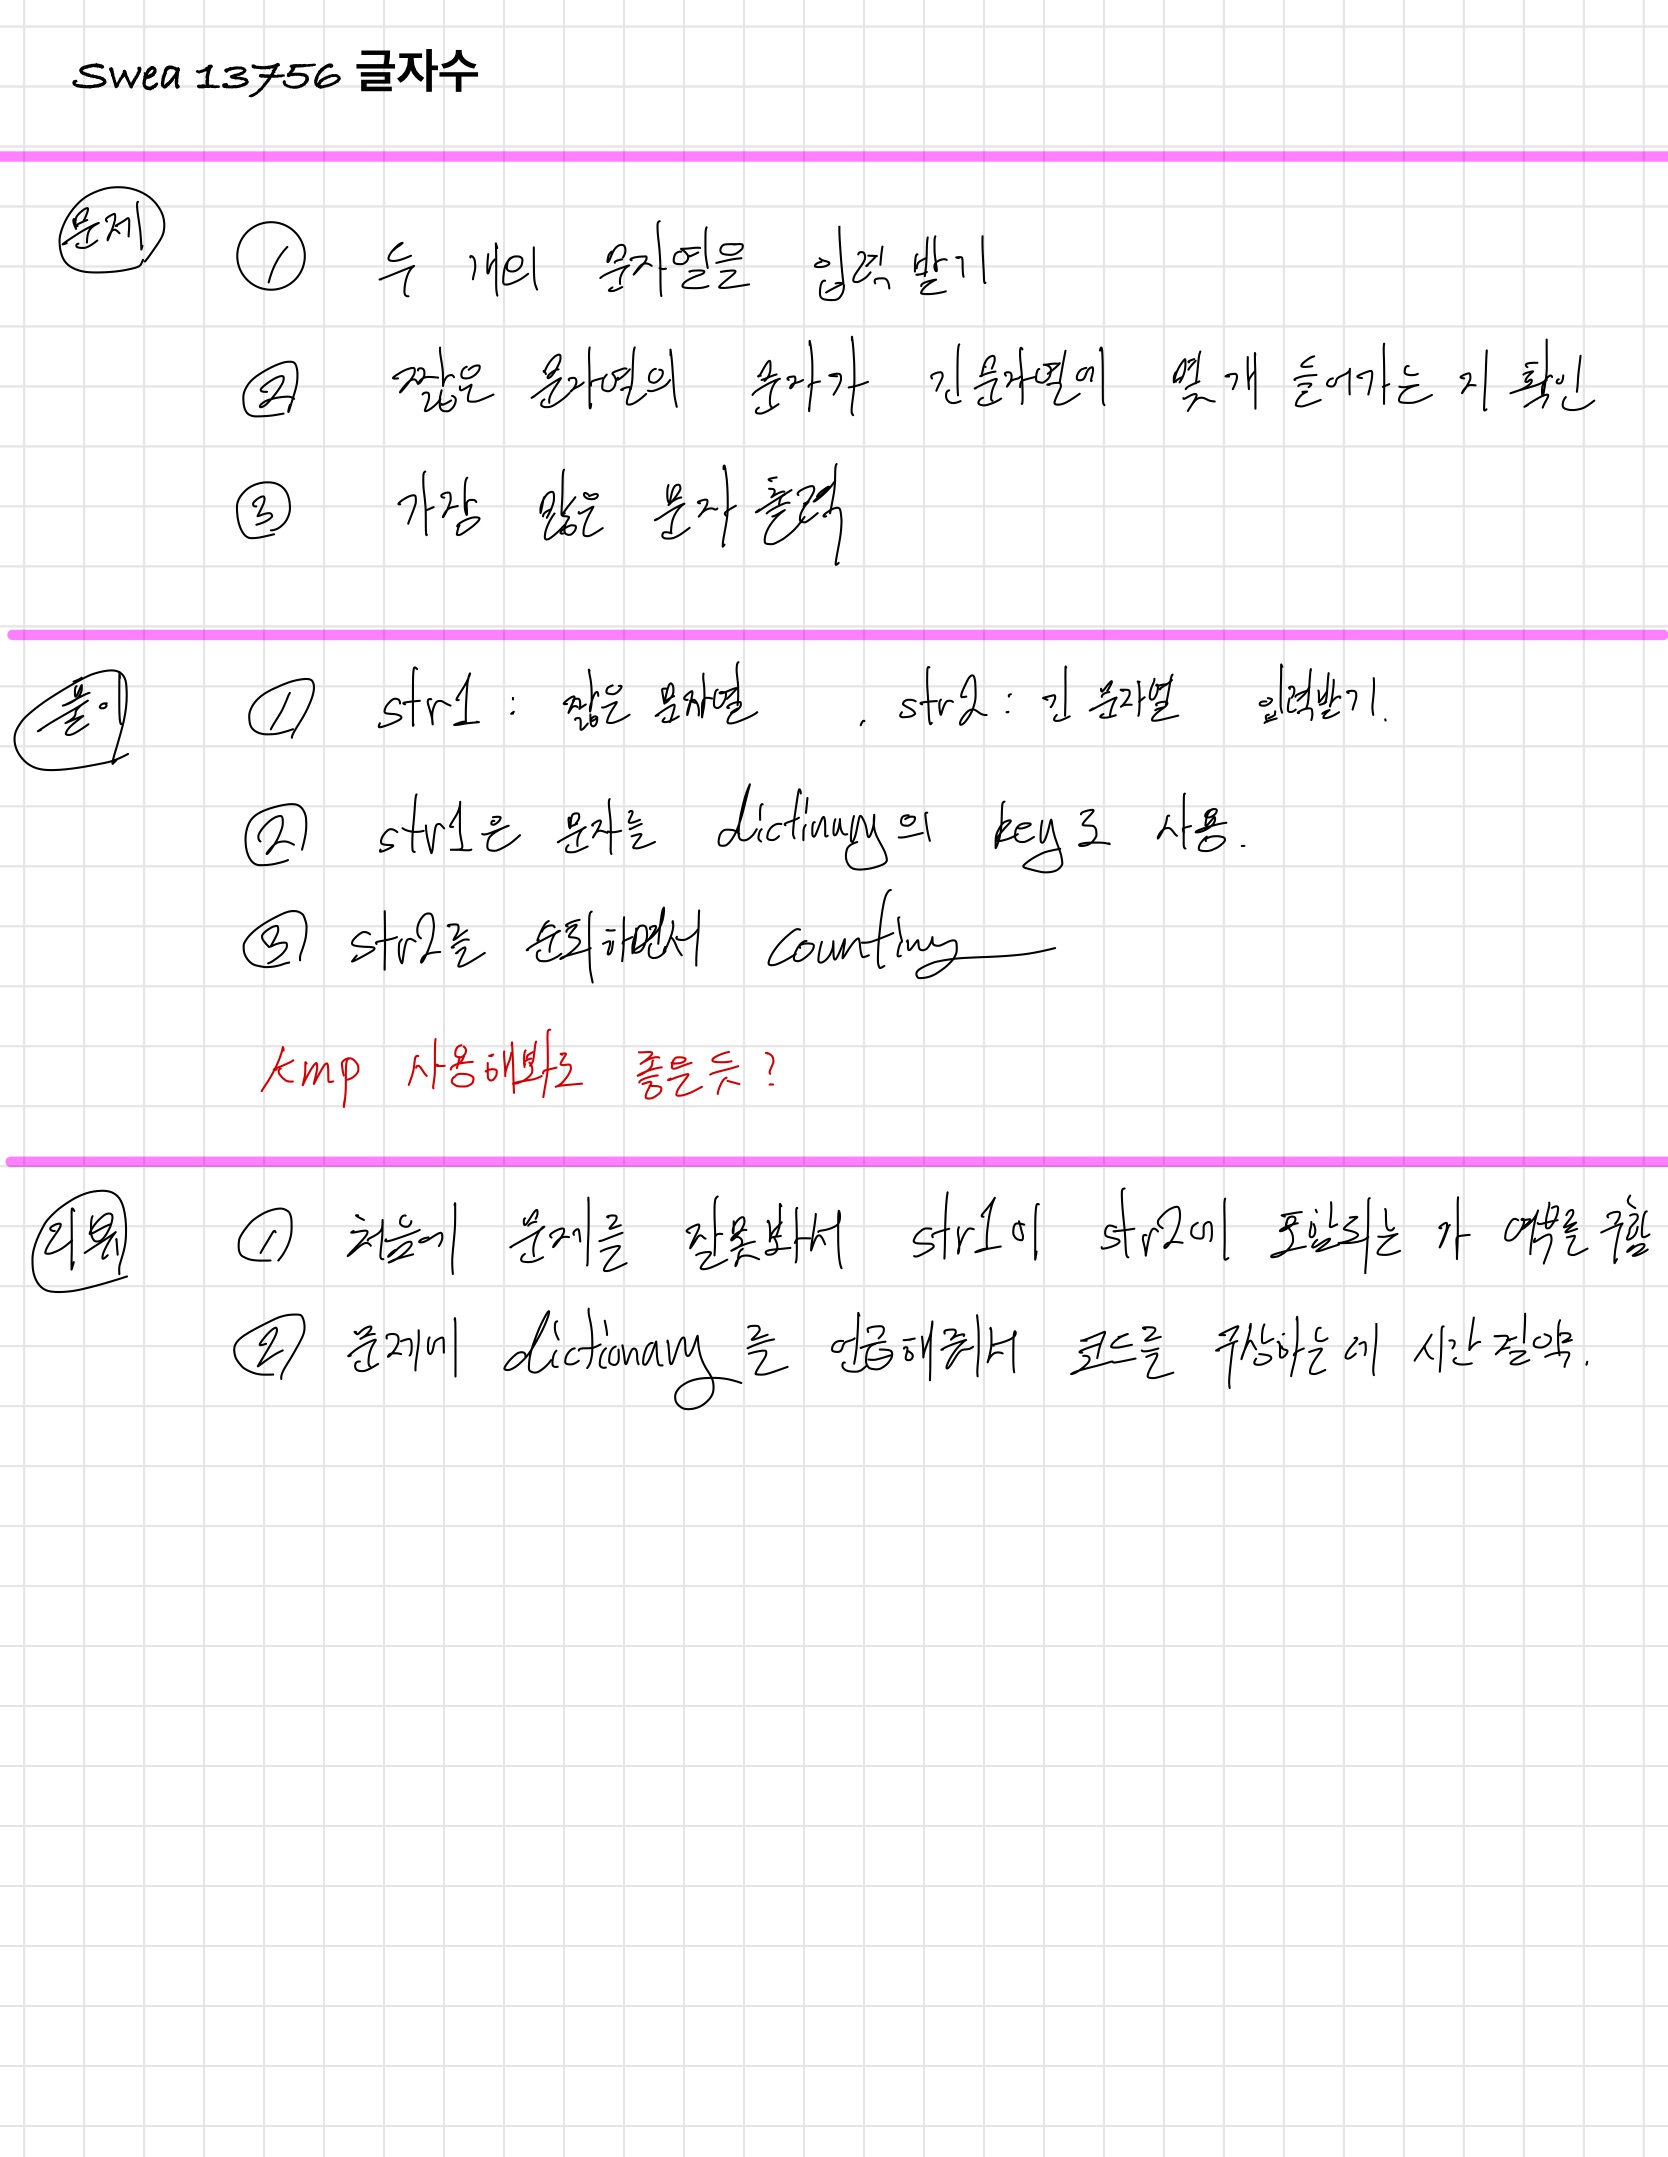 Swea 13756 글자수
문제 ① 두 개의 문자열을 입력 받기
② 짧은 문자열의 문자가 긴문자열에 몇 개 들어가는 지 확인
③ 가장 많은 문자 출력
풀이 ① str1 : 짧은 문자열 , str2 : 긴 문자열 입력받기.
② str1은 문자를 dictinary의 key로 사용.
③ str2를 순회하면서 counting
kmp 사용해봐도 좋은듯?
리뷰 ① 처음에 문제를 잘못봐서 str1이 str2에 포함되는 가 여부를 구함
② 문제에 dictionary를 언급해줘서 코드를 구상하는데 시간 절약.